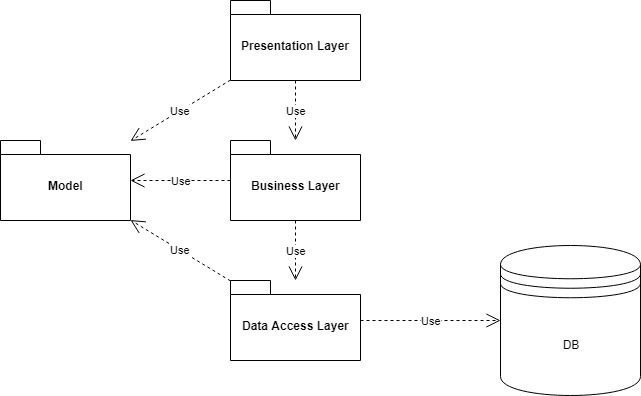 Presentation Layer
Use
Use
Model
Use
Business Layer
Use
Use
Data Access Layer
Use
DB